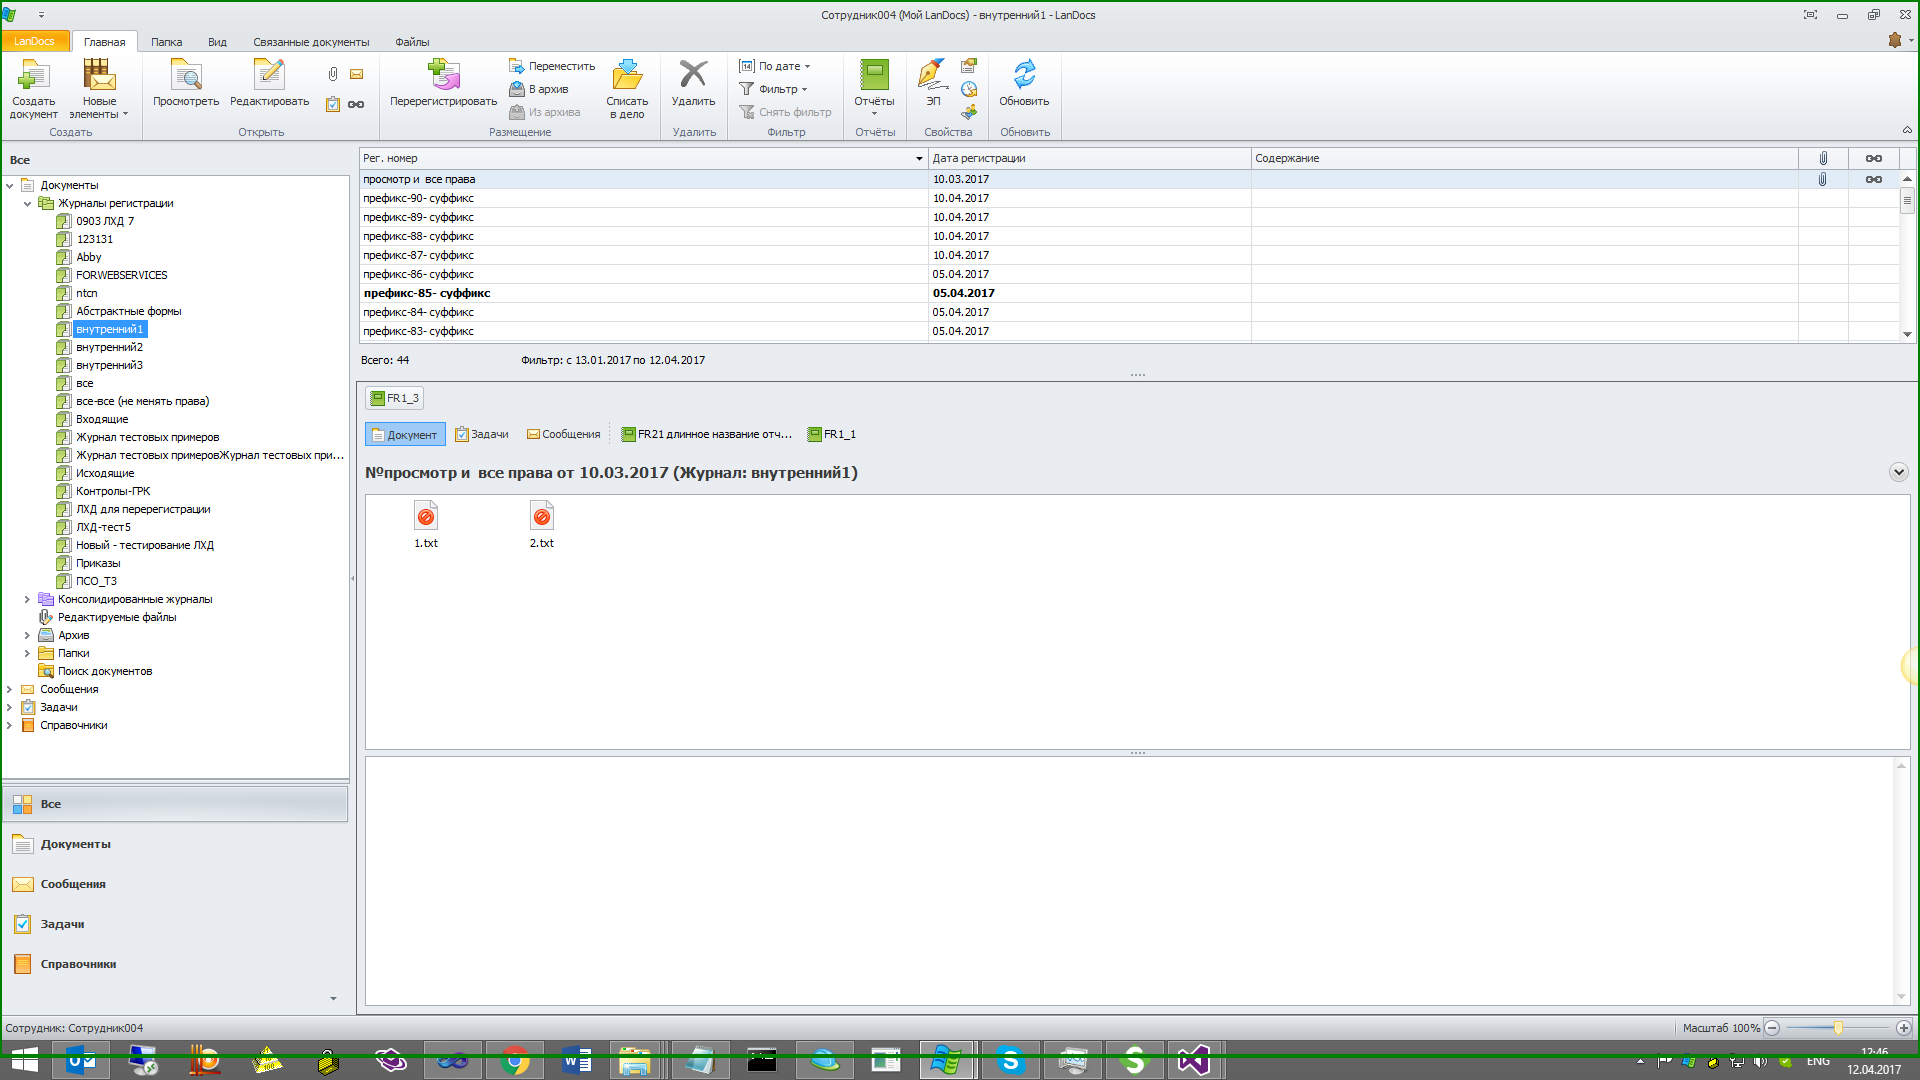 Сотрудник004 (Мой LanDocs) - внутренний1 - LanDocs
LanDocs Главная Папка Вид Связанные документы Файлы
Создать документ
Новые элементы
Создать
Просмотреть
Редактировать
Открыть
Перерегистрировать
Переместить
В архив
Из архива
Списать в дело
Размещение
Удалить
Удалить
14 По дате
Фильтр
Снять фильтр
Фильтр
Отчёты
Отчёты
ЭП
Свойства
Обновить
Обновить
Все
Документы
Журналы регистрации
0903 ЛХД 7
123131
Abby
FORWEBSERVICES
ntcn
Абстрактные формы
внутренний1
внутренний2
внутренний3
все
все-все (не менять права)
Входящие
Журнал тестовых примеров
Журнал тестовых примеровЖурнал тестовых при...
Исходящие
Контролы-ГРК
ЛХД для перерегистрации
ЛХД-тест5
Новый - тестирование ЛХД
Приказы
ПСО_ТЗ
Консолидированные журналы
Редактируемые файлы
Архив
Папки
Поиск документов
Сообщения
Задачи
Справочники
Все
Документы
Сообщения
Задачи
Справочники
Рег. номер Дата регистрации Содержание
просмотр и  все права 10.03.2017
префикс-90- суффикс 10.04.2017
префикс-89- суффикс 10.04.2017
префикс-88- суффикс 10.04.2017
префикс-87- суффикс 10.04.2017
префикс-86- суффикс 05.04.2017
префикс-85- суффикс 05.04.2017
префикс-84- суффикс 05.04.2017
префикс-83- суффикс 05.04.2017
Всего: 44 Фильтр: с 13.01.2017 по 12.04.2017
FR1_3
Документ Задачи Сообщения FR21 длинное название отч... FR1_1
№просмотр и  все права от 10.03.2017 (Журнал: внутренний1)
1.txt 2.txt
Сотрудник: Сотрудник004 Масштаб 100%
100
ENG
12:46
12.04.2017